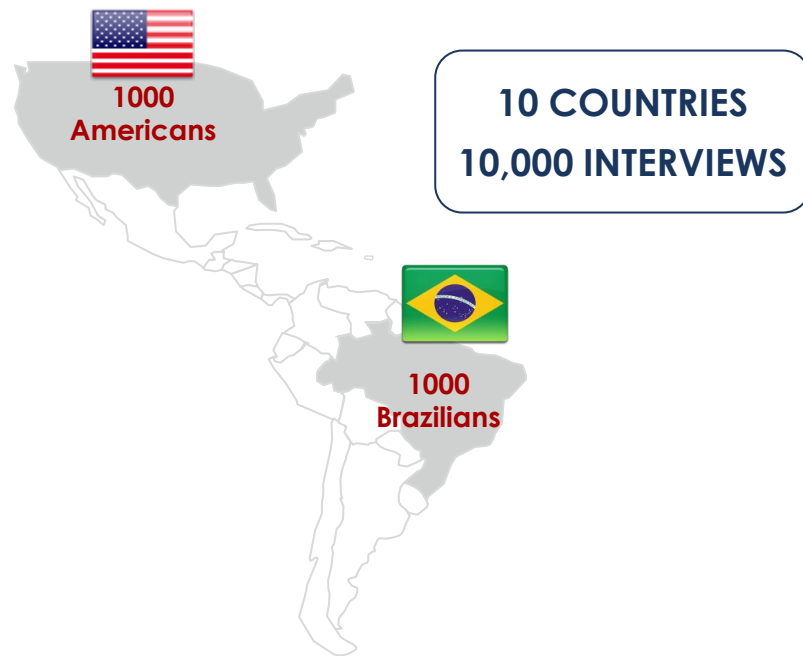 1000
Americans
10 COUNTRIES
10,000 INTERVIEWS
1000
Brazilians